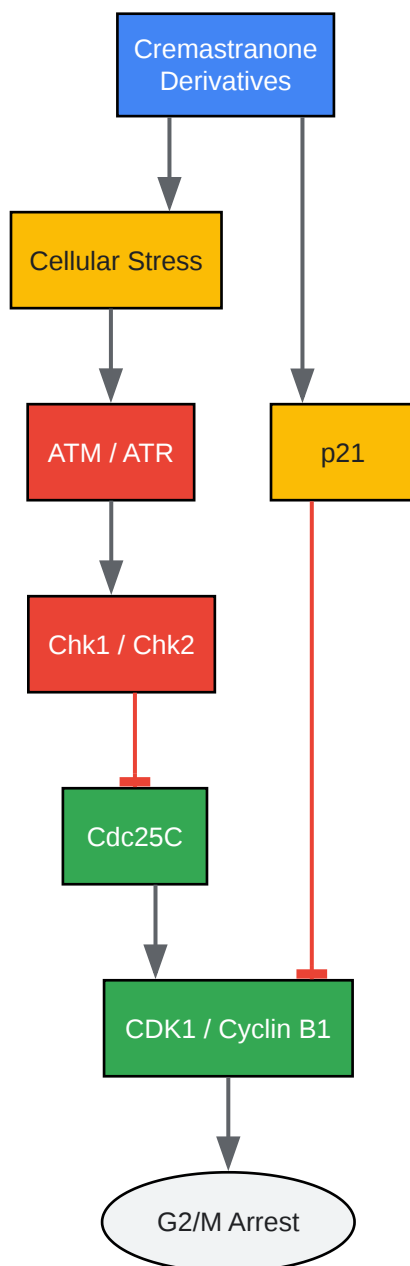 Cremastranone
Derivatives
Cellular Stress
ATM / ATR
p21
Chk1 / Chk2
Cdc25C
CDK1 / Cyclin B1
G2/M Arrest